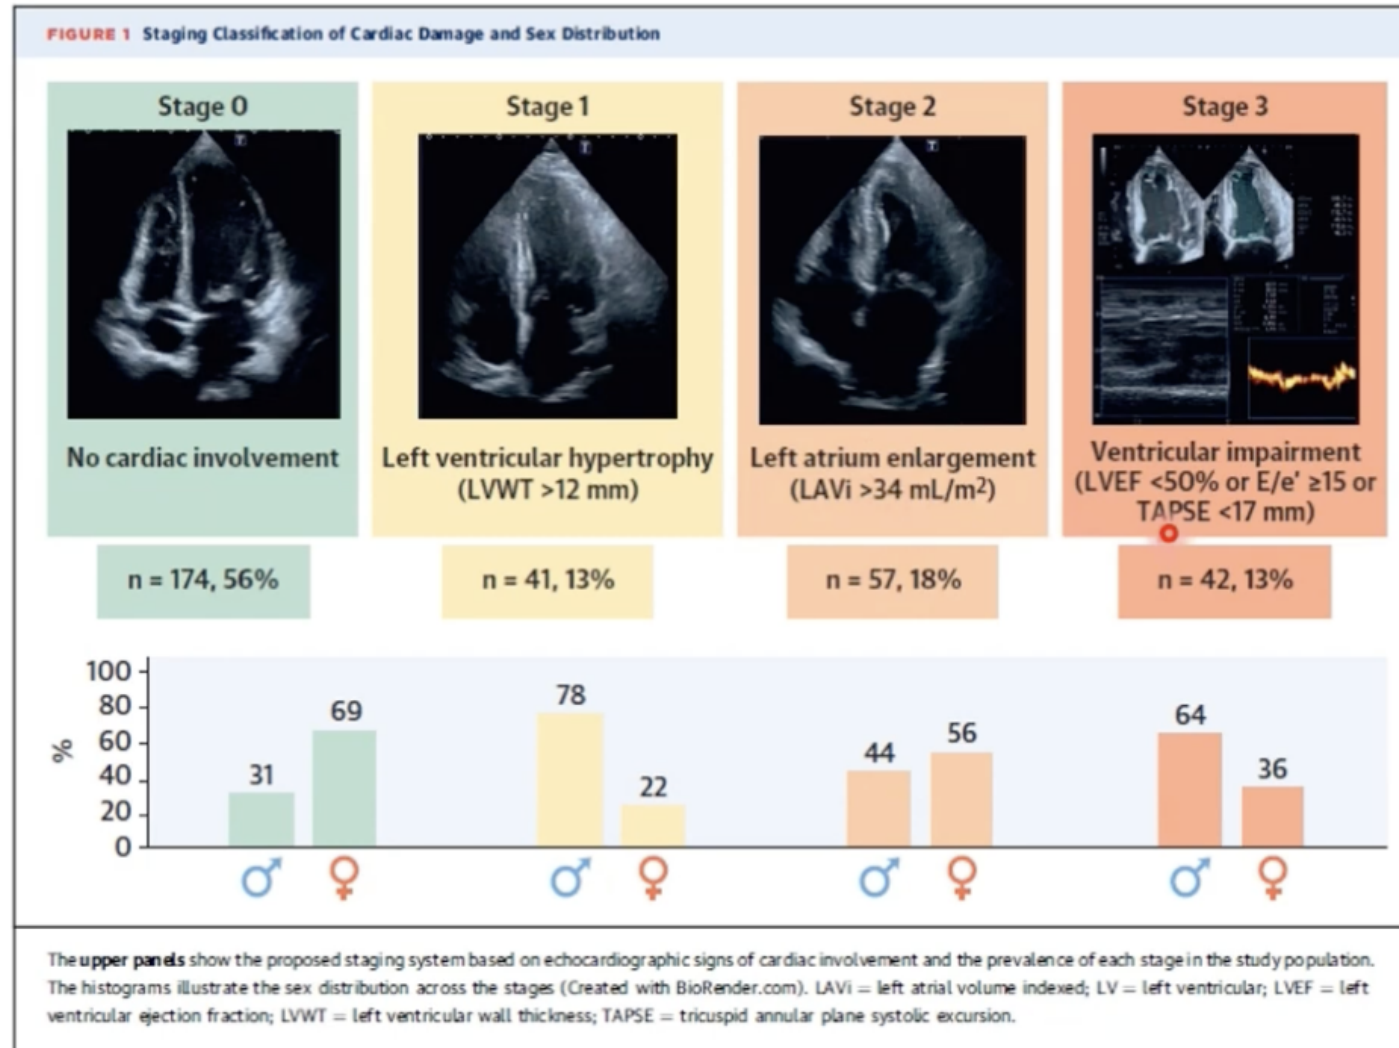 FIGURE 1 Staging Classification of Cardiac Damage and Sex Distribution
Stage 0
Stage 1
Stage 2
Stage 3
T
T
T
No cardiac involvement
Left ventricular hypertrophy
(LVWT >12 mm)
Left atrium enlargement
(LAVi >34 mL/m²)
Ventricular impairment
(LVEF <50% or E/e' ≥15 or
TAPSE <17 mm)
n = 174, 56%
n = 41, 13%
n = 57, 18%
n = 42, 13%
%
100
80
60
40
20
0
31
69
78
22
44
56
64
36
♂
♀
♂
♀
♂
♀
♂
♀
The upper panels show the proposed staging system based on echocardiographic signs of cardiac involvement and the prevalence of each stage in the study population.
The histograms illustrate the sex distribution across the stages (Created with BioRender.com). LAVi = left atrial volume indexed; LV = left ventricular; LVEF = left
ventricular ejection fraction; LVWT = left ventricular wall thickness; TAPSE = tricuspid annular plane systolic excursion.